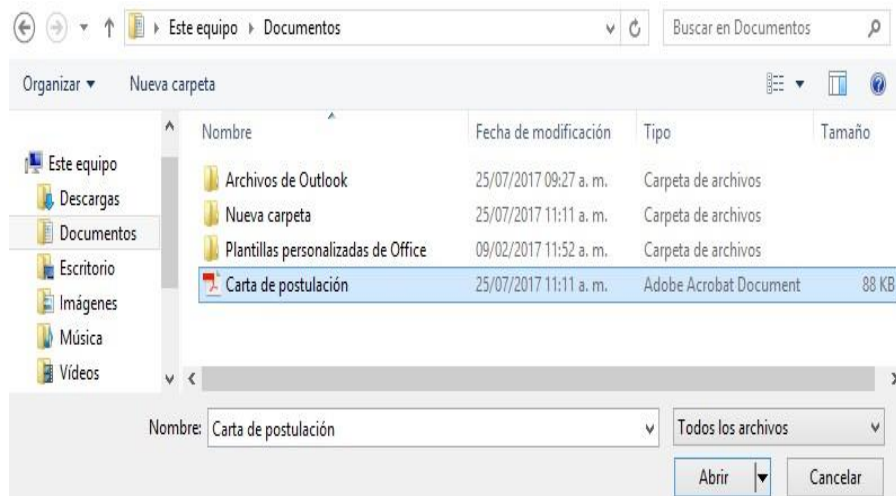 Este equipo Documentos Buscar en Documentos
Organizar Nueva carpeta
Nombre Fecha de modificación Tipo Tamaño
Este equipo
Descargas
Documentos
Escritorio
Imágenes
Música
Vídeos
Archivos de Outlook 25/07/2017 09:27 a. m. Carpeta de archivos
Nueva carpeta 25/07/2017 11:11 a. m. Carpeta de archivos
Plantillas personalizadas de Office 09/02/2017 11:52 a. m. Carpeta de archivos
Carta de postulación 25/07/2017 11:11 a. m. Adobe Acrobat Document 88 KB
Nombre: Carta de postulación Todos los archivos
Abrir Cancelar